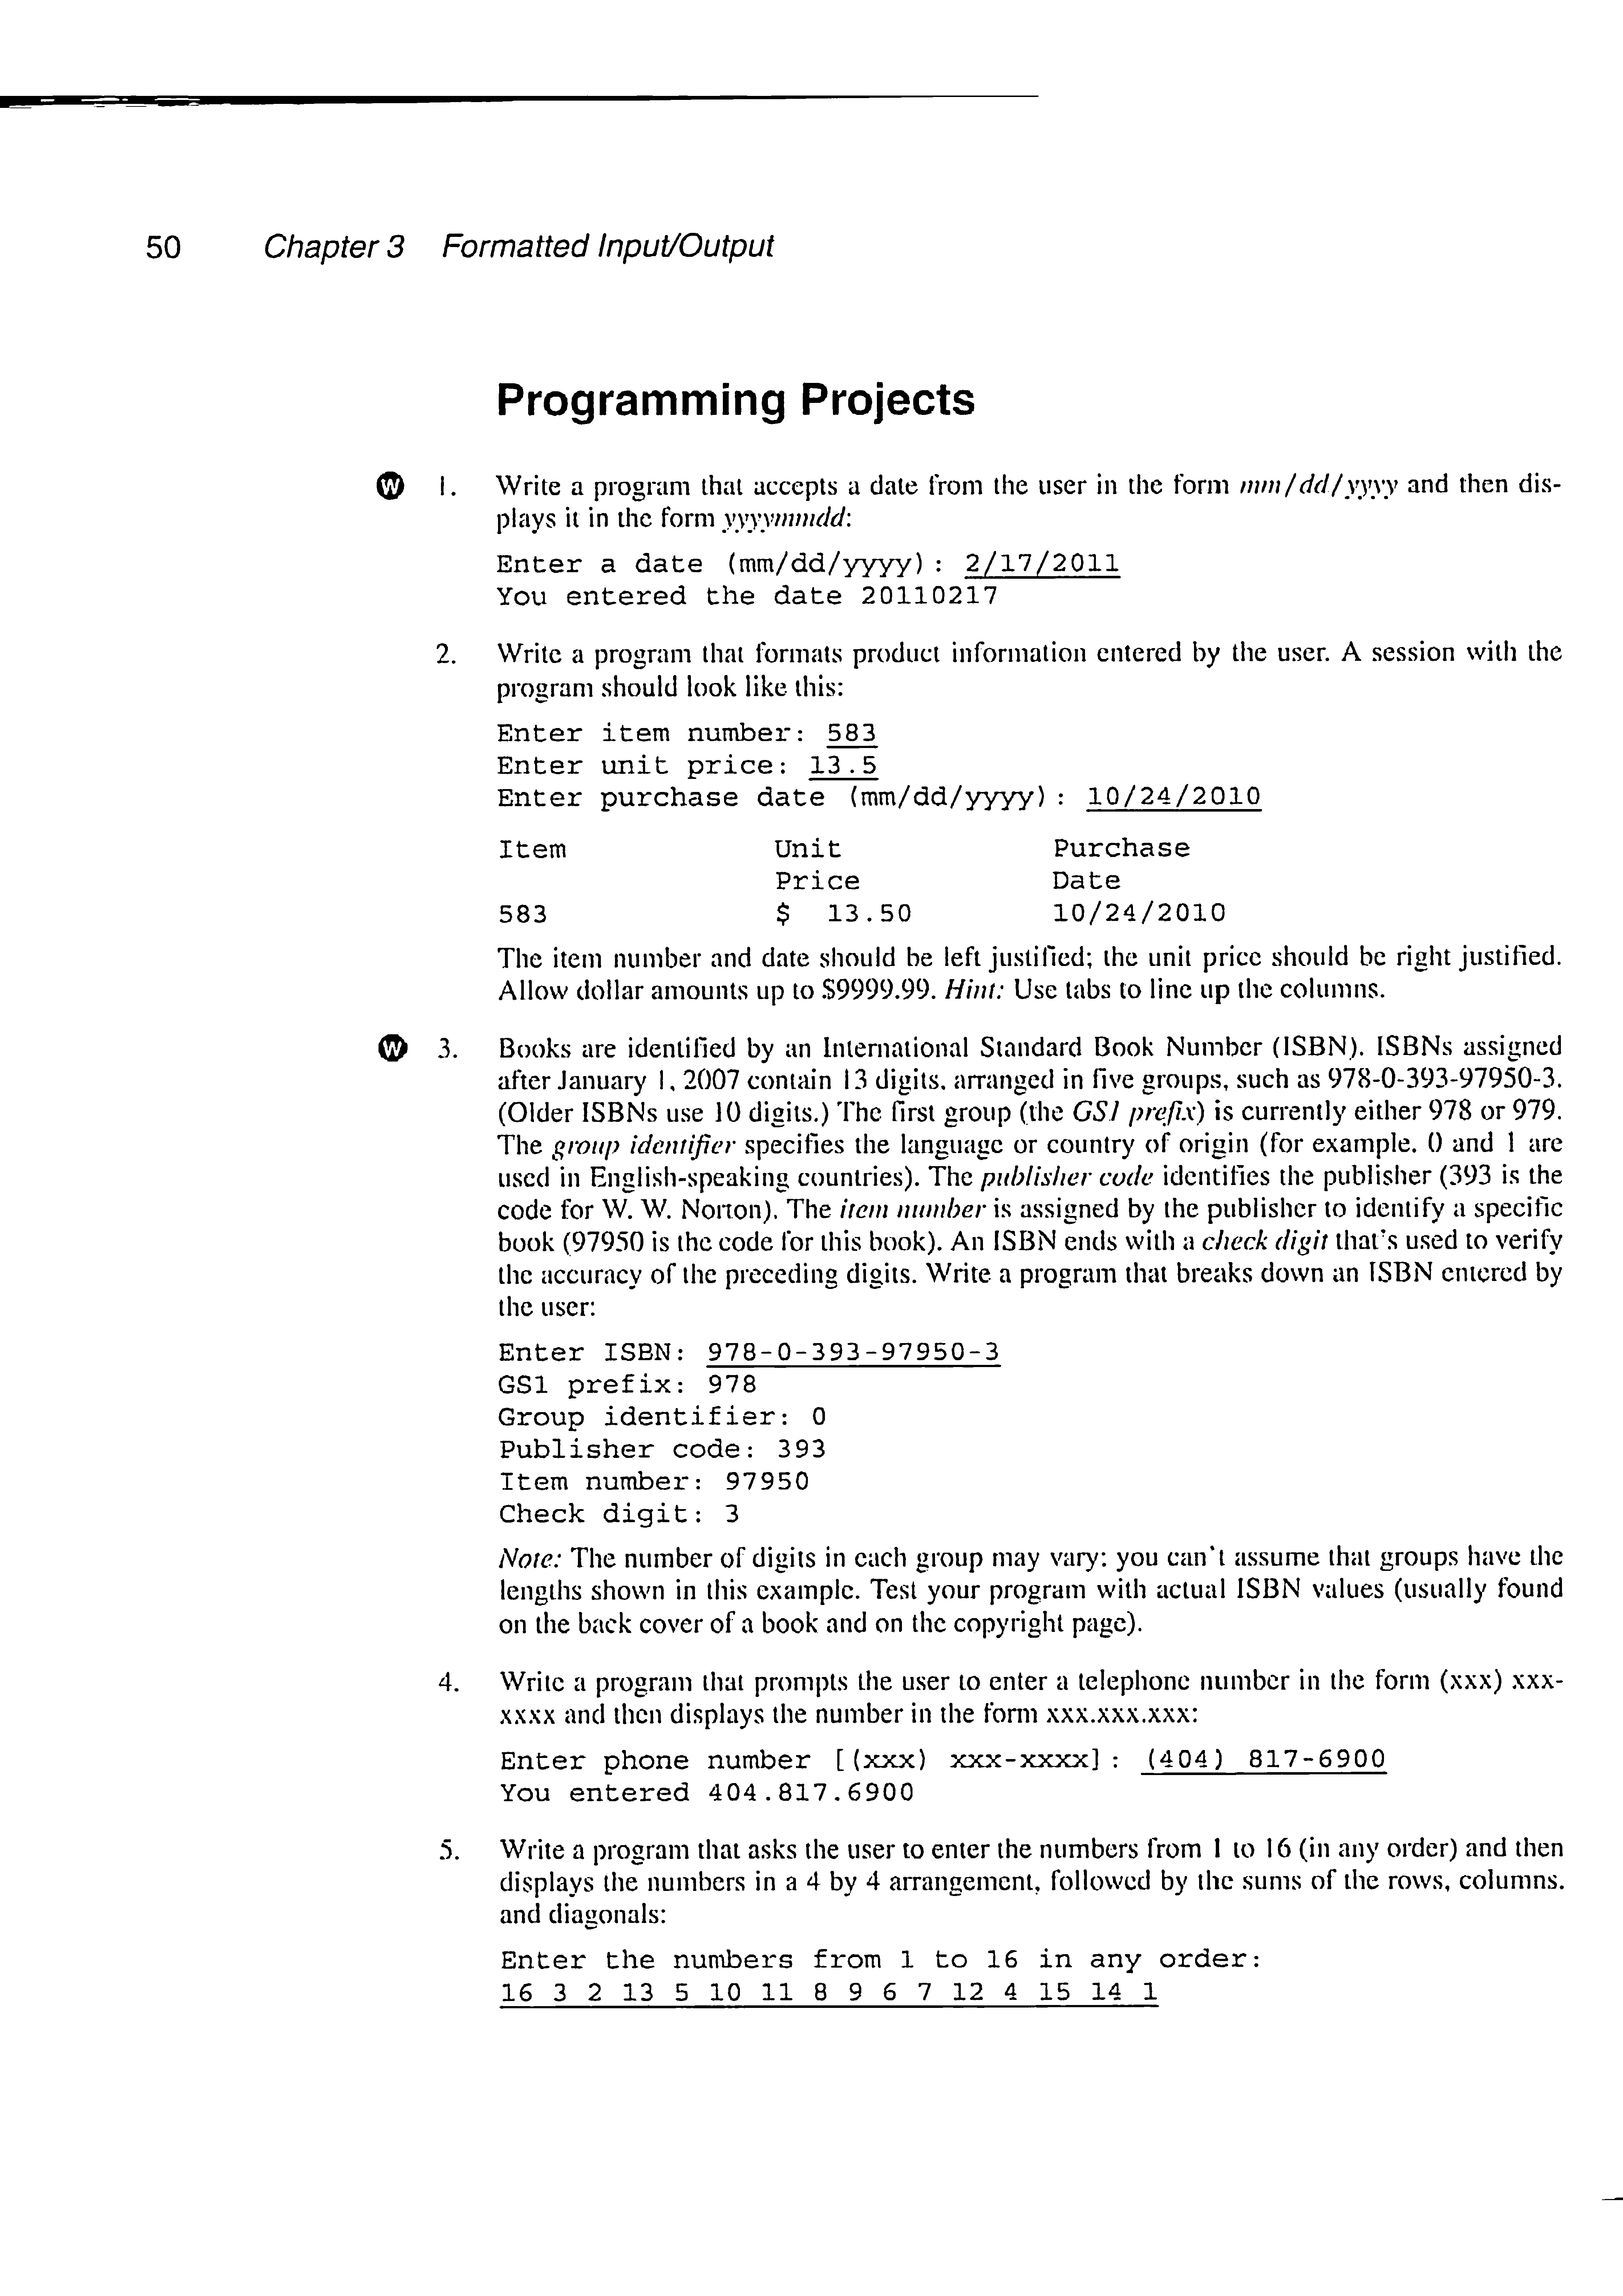 50 Chapter 3 Formatted Input/Output
Programming Projects
W 1. Write a program that accepts a date from the user in the form mm/dd/yyyy and then dis-
plays it in the form yyyymmdd:
Enter a date (mm/dd/yyyy): 2/17/2011
You entered the date 20110217
2. Write a program that formats product information entered by the user. A session with the
program should look like this:
Enter item number: 583
Enter unit price: 13.5
Enter purchase date (mm/dd/yyyy): 10/24/2010
Item Unit Purchase
Price Date
583 $ 13.50 10/24/2010
The item number and date should be left justified; the unit price should be right justified.
Allow dollar amounts up to $9999.99. Hint: Use tabs to line up the columns.
W 3. Books are identified by an International Standard Book Number (ISBN). ISBNs assigned
after January 1, 2007 contain 13 digits, arranged in five groups, such as 978-0-393-97950-3.
(Older ISBNs use 10 digits.) The first group (the GS1 prefix) is currently either 978 or 979.
The group identifier specifies the language or country of origin (for example. 0 and 1 are
used in English-speaking countries). The publisher code identifies the publisher (393 is the
code for W. W. Norton). The item number is assigned by the publisher to identify a specific
book (97950 is the code for this book). An ISBN ends with a check digit that's used to verify
the accuracy of the preceding digits. Write a program that breaks down an ISBN entered by
the user:
Enter ISBN: 978-0-393-97950-3
GS1 prefix: 978
Group identifier: 0
Publisher code: 393
Item number: 97950
Check digit: 3
Note: The number of digits in each group may vary: you can't assume that groups have the
lengths shown in this example. Test your program with actual ISBN values (usually found
on the back cover of a book and on the copyright page).
4. Write a program that prompts the user to enter a telephone number in the form (xxx) xxx-
xxxx and then displays the number in the form xxx.xxx.xxx:
Enter phone number [(xxx) xxx-xxxx]: (404) 817-6900
You entered 404.817.6900
5. Write a program that asks the user to enter the numbers from 1 to 16 (in any order) and then
displays the numbers in a 4 by 4 arrangement, followed by the sums of the rows, columns.
and diagonals:
Enter the numbers from 1 to 16 in any order:
16 3 2 13 5 10 11 8 9 6 7 12 4 15 14 1